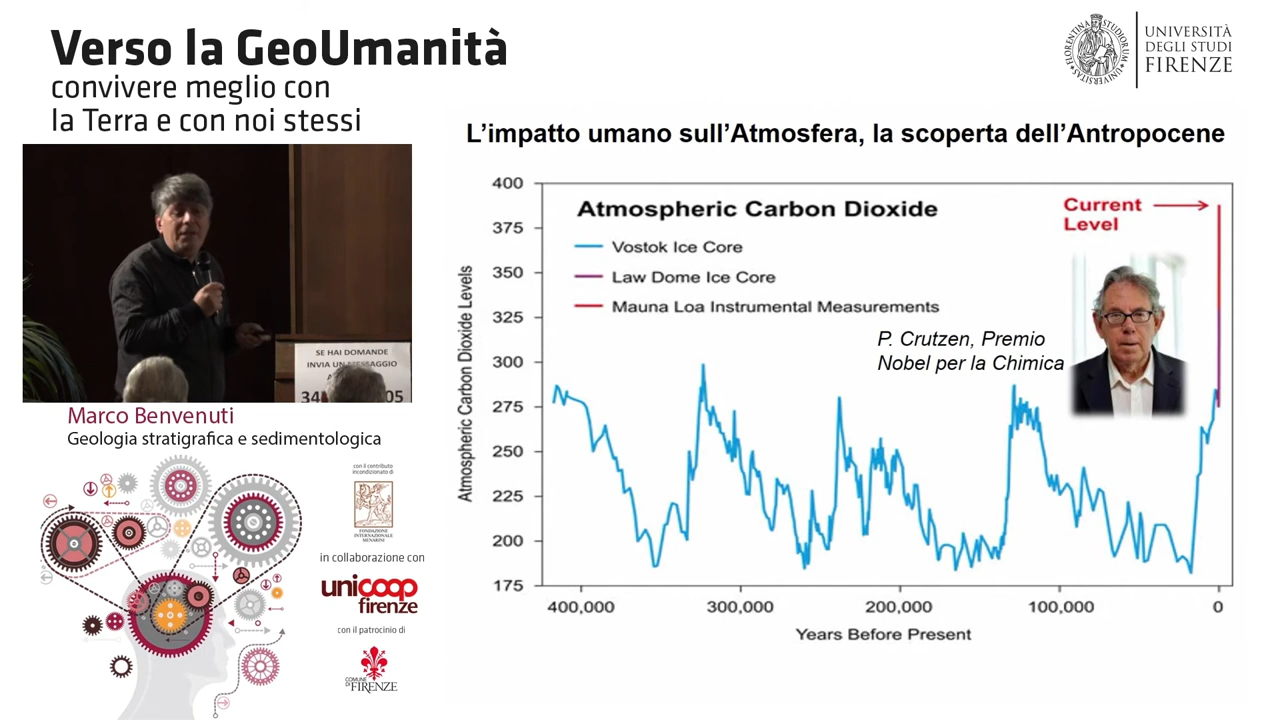 Verso la GeoUmanità
convivere meglio con
la Terra e con noi stessi
UNIVERSITÀ
DEGLI STUDI
FIRENZE
FLORENTINA STUDIORUM UNIVERSITAS
L'impatto umano sull'Atmosfera, la scoperta dell'Antropocene
Atmospheric Carbon Dioxide
Vostok Ice Core
Law Dome Ice Core
Mauna Loa Instrumental Measurements
Current
Level
P. Crutzen, Premio
Nobel per la Chimica
Atmospheric Carbon Dioxide Levels
400
375
350
325
300
275
250
225
200
175
400,000
300,000
200,000
100,000
0
Years Before Present
SE HAI DOMANDE
INVIA UN MESSAGGIO
Marco Benvenuti
Geologia stratigrafica e sedimentologica
con il contributo
incondizionato di
FONDAZIONE
INTERNAZIONALE
MENARINI
in collaborazione con
unicoop
firenze
con il patrocinio di
COMUNE
DI FIRENZE